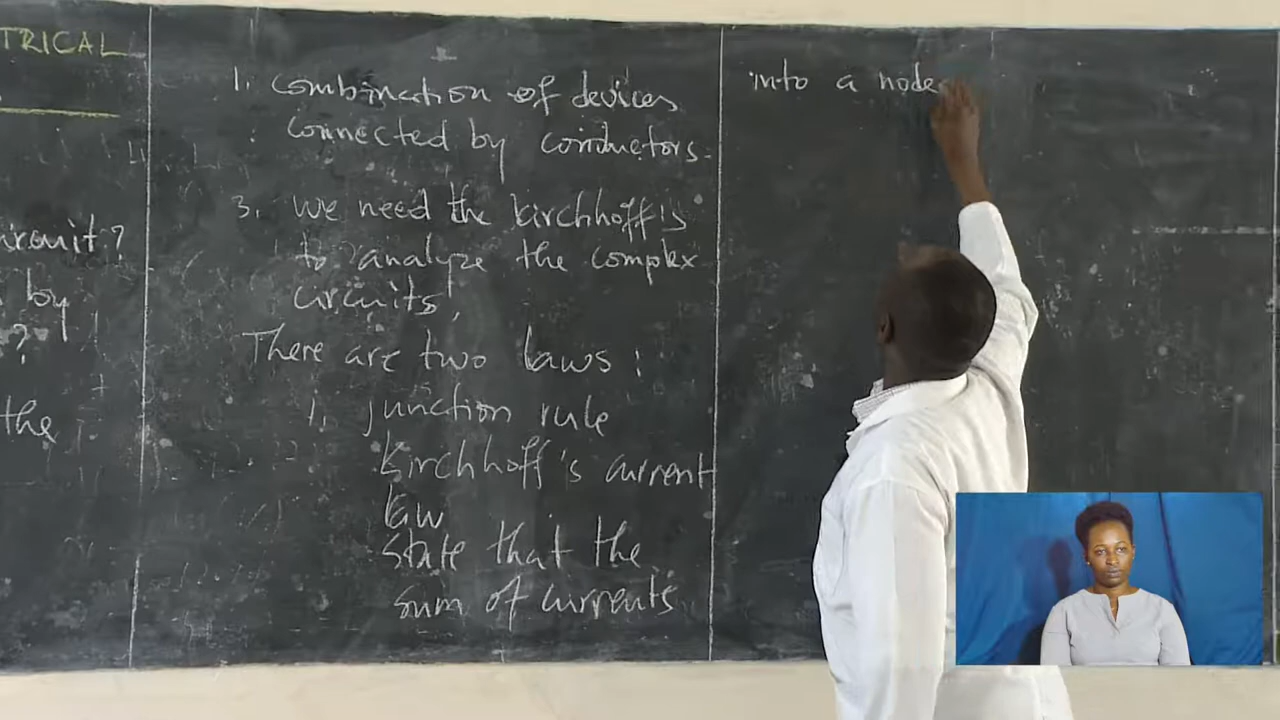 TRICAL
ircuit?
by
?
the
1. combination of devices
connected by conductors.
3. we need the kirchhoff's
to analyze the complex
circuits,
There are two laws:
1. junction rule
kirchhoff's current
law
state that the
sum of currents
into a node